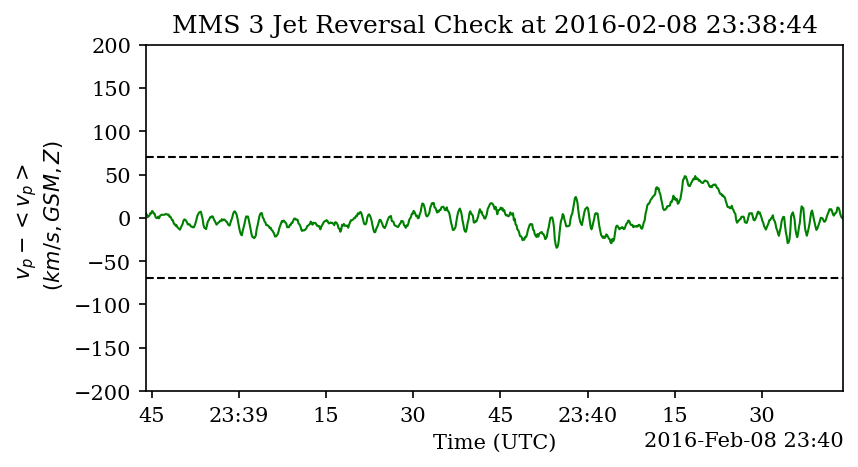 MMS 3 Jet Reversal Check at 2016-02-08 23:38:44
v_p − < v_p >
(km/s, GSM, Z)
200
150
100
50
0
−50
−100
−150
−200
45 23:39 15 30 45 23:40 15 30
Time (UTC)
2016-Feb-08 23:40